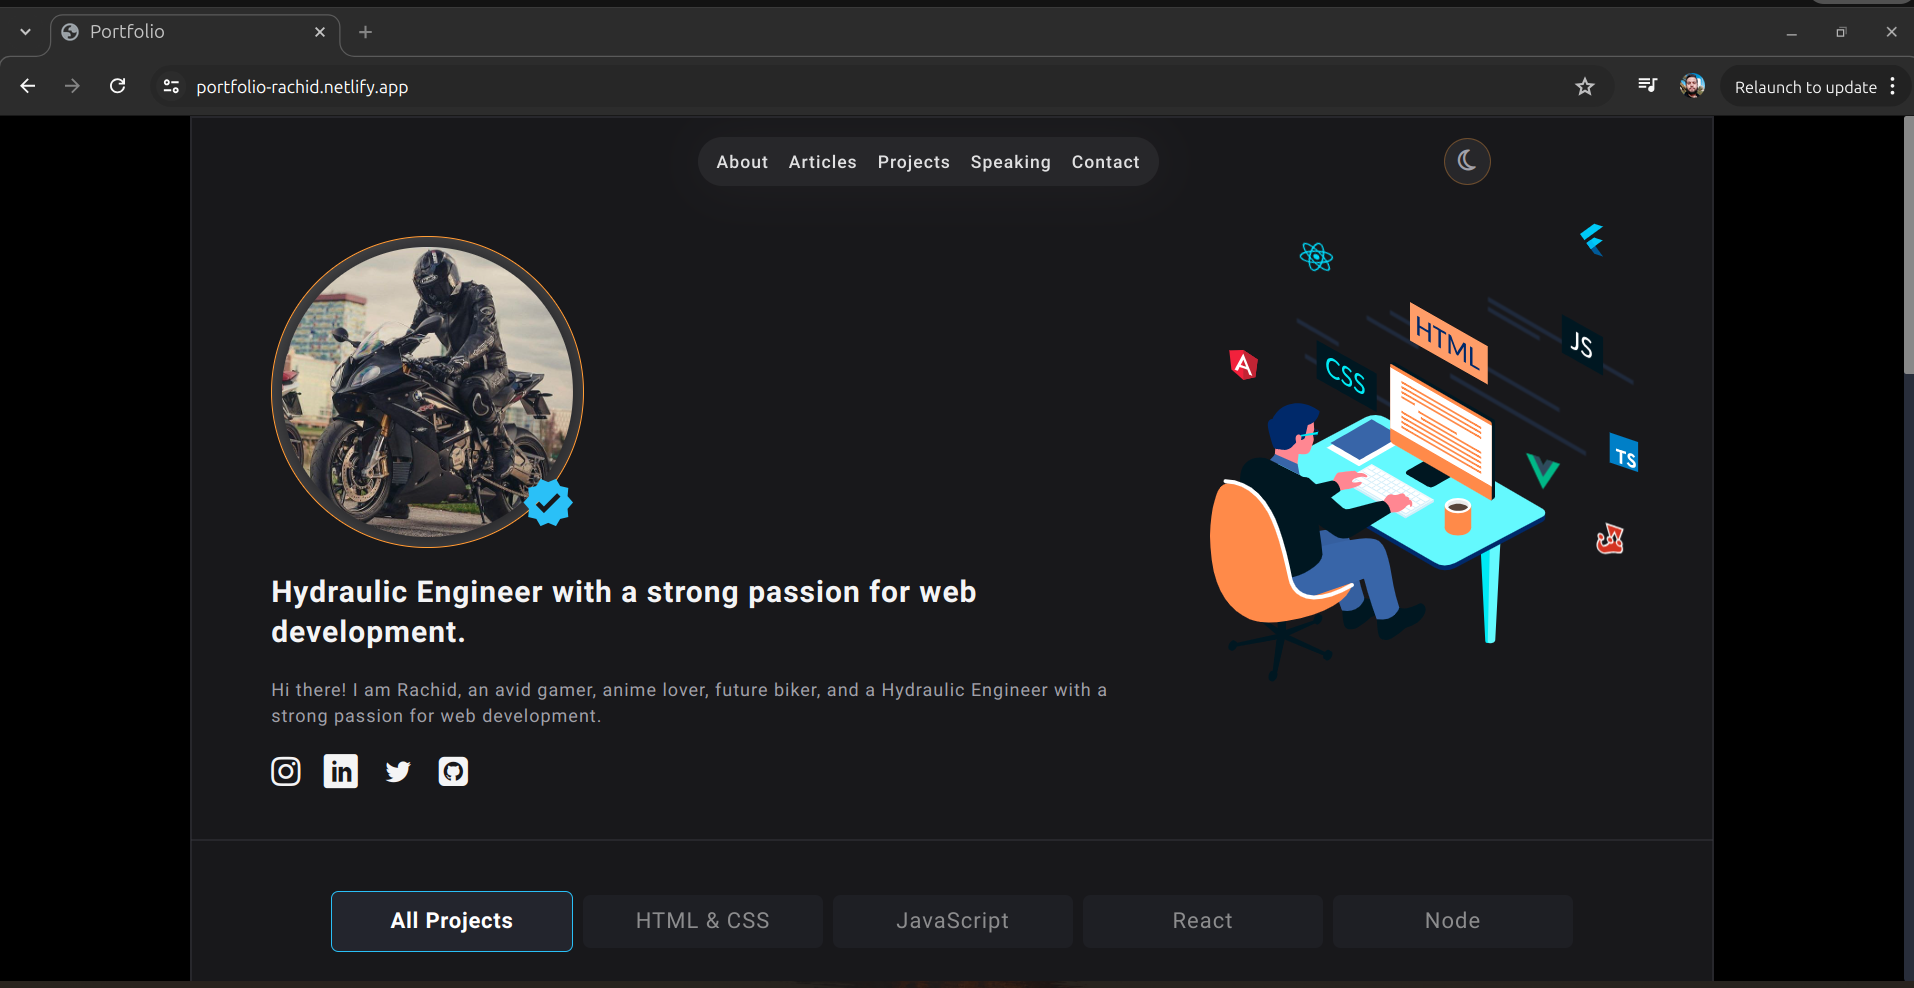 Portfolio
portfolio-rachid.netlify.app
Relaunch to update
About Articles Projects Speaking Contact
HTML
JS
CSS
A
TS
Hydraulic Engineer with a strong passion for web
development.
Hi there! I am Rachid, an avid gamer, anime lover, future biker, and a Hydraulic Engineer with a
strong passion for web development.
in
All Projects HTML & CSS JavaScript React Node